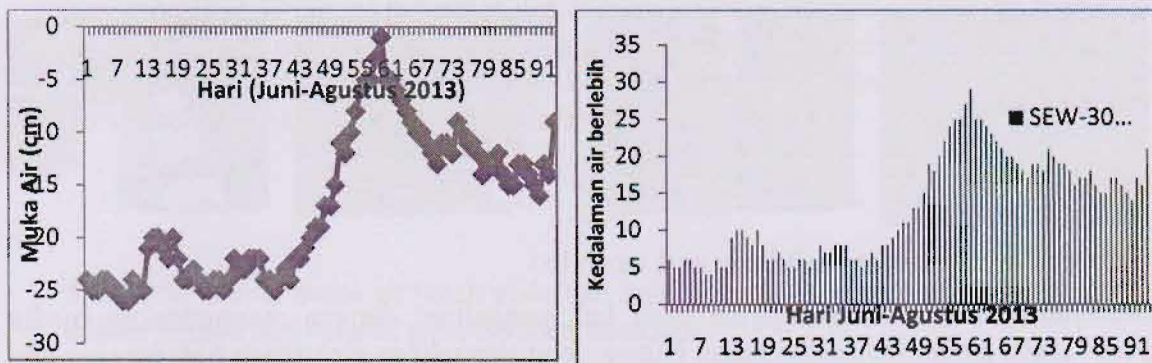 0
-5
-10
-15
-20
-25
-30
Muka Air (cm)
1 7 13 19 25 31 37 43 49 55 61 67 73 79 85 91
Hari (Juni-Agustus 2013)
35
30
25
20
15
10
5
0
Kedalaman air berlebih
SEW-30...
Hari Juni-Agustus 2013
1 7 13 19 25 31 37 43 49 55 61 67 73 79 85 91